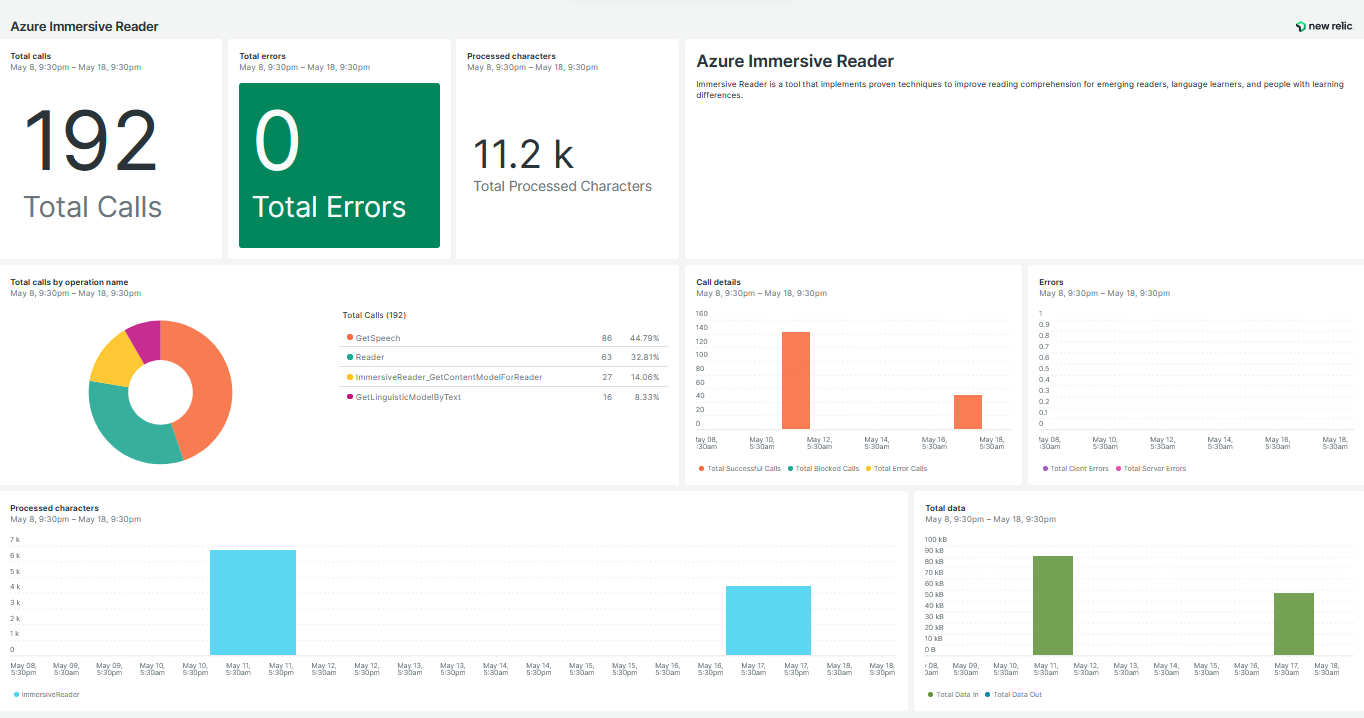 Azure Immersive Reader
new relic
Total calls
May 8, 9:30pm – May 18, 9:30pm
192
Total Calls
Total errors
May 8, 9:30pm – May 18, 9:30pm
0
Total Errors
Processed characters
May 8, 9:30pm – May 18, 9:30pm
11.2 k
Total Processed Characters
Azure Immersive Reader
Immersive Reader is a tool that implements proven techniques to improve reading comprehension for emerging readers, language learners, and people with learning
differences.
Total calls by operation name
May 8, 9:30pm – May 18, 9:30pm
Total Calls (192)
GetSpeech 86 44.79%
Reader 63 32.81%
ImmersiveReader_GetContentModelForReader 27 14.06%
GetLinguisticModelByText 16 8.33%
Call details
May 8, 9:30pm – May 18, 9:30pm
160
140
120
100
80
60
40
20
0
May 08, May 10, May 12, May 14, May 16, May 18,
:30am 5:30am 5:30am 5:30am 5:30am 5:30am
Total Successful Calls Total Blocked Calls Total Error Calls
Errors
May 8, 9:30pm – May 18, 9:30pm
1
0.9
0.8
0.7
0.6
0.5
0.4
0.3
0.2
0.1
0
May 08, May 10, May 12, May 14, May 16, May 18,
:30am 5:30am 5:30am 5:30am 5:30am 5:30am
Total Client Errors Total Server Errors
Processed characters
May 8, 9:30pm – May 18, 9:30pm
7 k
6 k
5 k
4 k
3 k
2 k
1 k
0
May 08, May 09, May 09, May 10, May 10, May 11, May 11, May 12, May 12, May 13, May 13, May 14, May 14, May 15, May 15, May 16, May 16, May 17, May 17, May 18, May 18,
5:30pm 5:30am 5:30pm 5:30am 5:30pm 5:30am 5:30pm 5:30am 5:30pm 5:30am 5:30pm 5:30am 5:30pm 5:30am 5:30pm 5:30am 5:30pm 5:30am 5:30pm 5:30am 5:30pm
ImmersiveReader
Total data
May 8, 9:30pm – May 18, 9:30pm
100 kB
90 kB
80 kB
70 kB
60 kB
50 kB
40 kB
30 kB
20 kB
10 kB
0 B
08, May 09, May 10, May 11, May 12, May 13, May 14, May 15, May 16, May 17, May 18,
0am 5:30am 5:30am 5:30am 5:30am 5:30am 5:30am 5:30am 5:30am 5:30am 5:30am
Total Data In Total Data Out